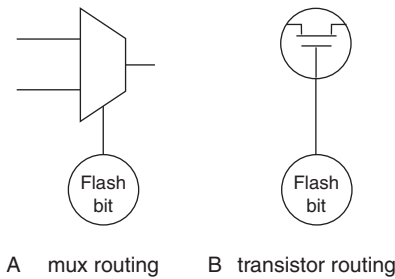 Flash
bit
Flash
bit
A mux routing
B transistor routing